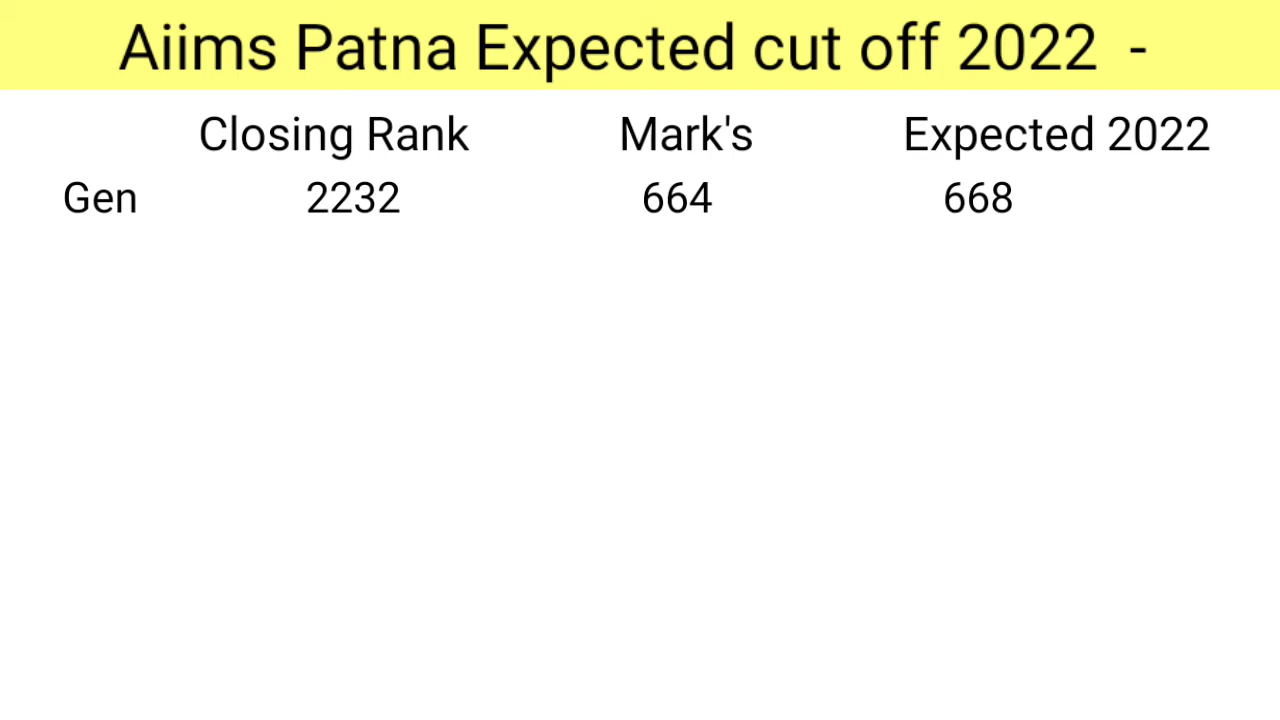 Aiims Patna Expected cut off 2022 -
Closing Rank Mark's Expected 2022
Gen 2232 664 668